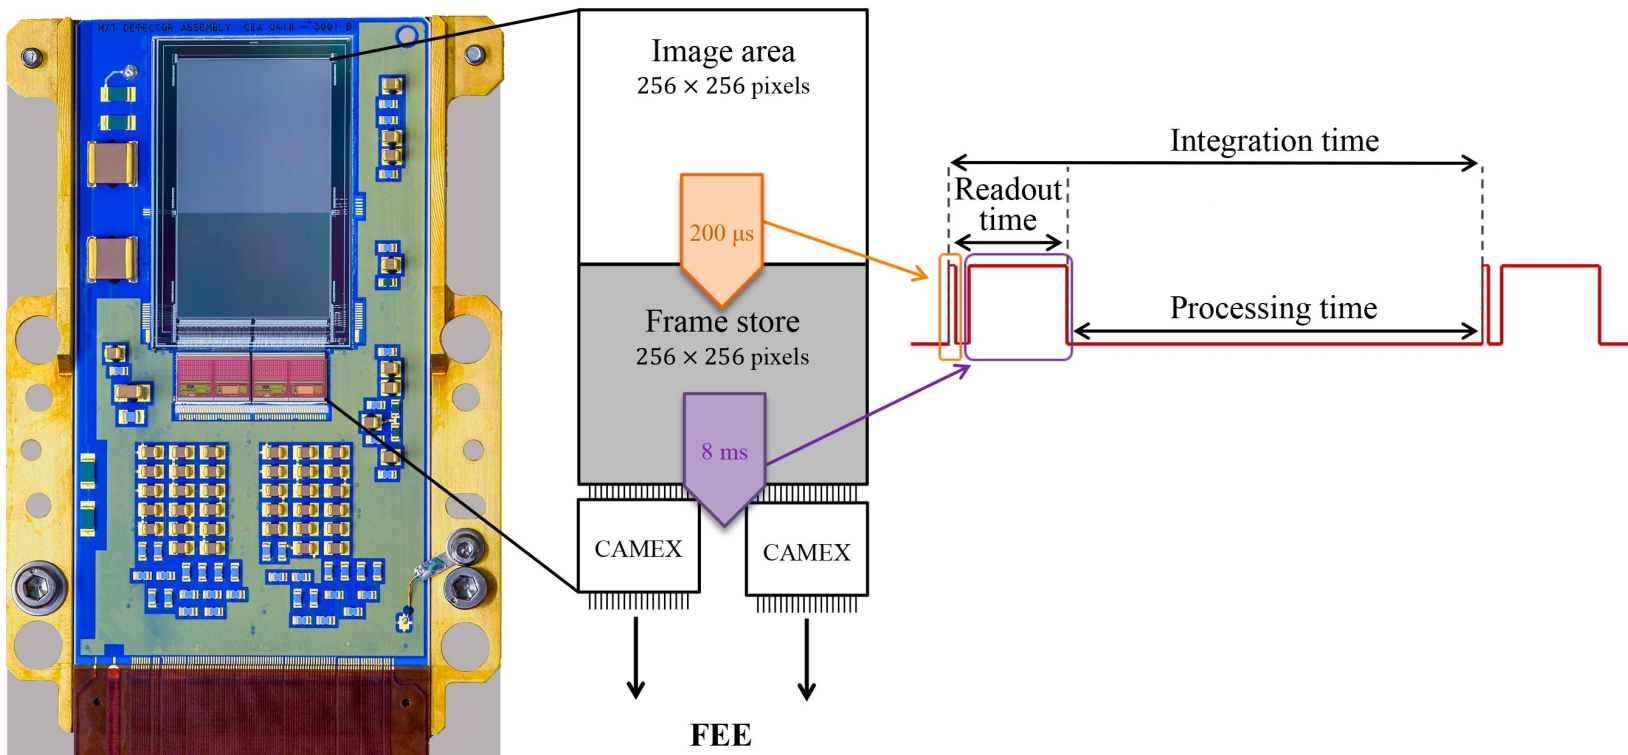 MXT DETECTOR ASSEMBLY CEA 0418 - 3001 B
Image area
256 × 256 pixels
200 μs
Frame store
256 × 256 pixels
8 ms
CAMEX
CAMEX
FEE
Integration time
Readout
time
Processing time